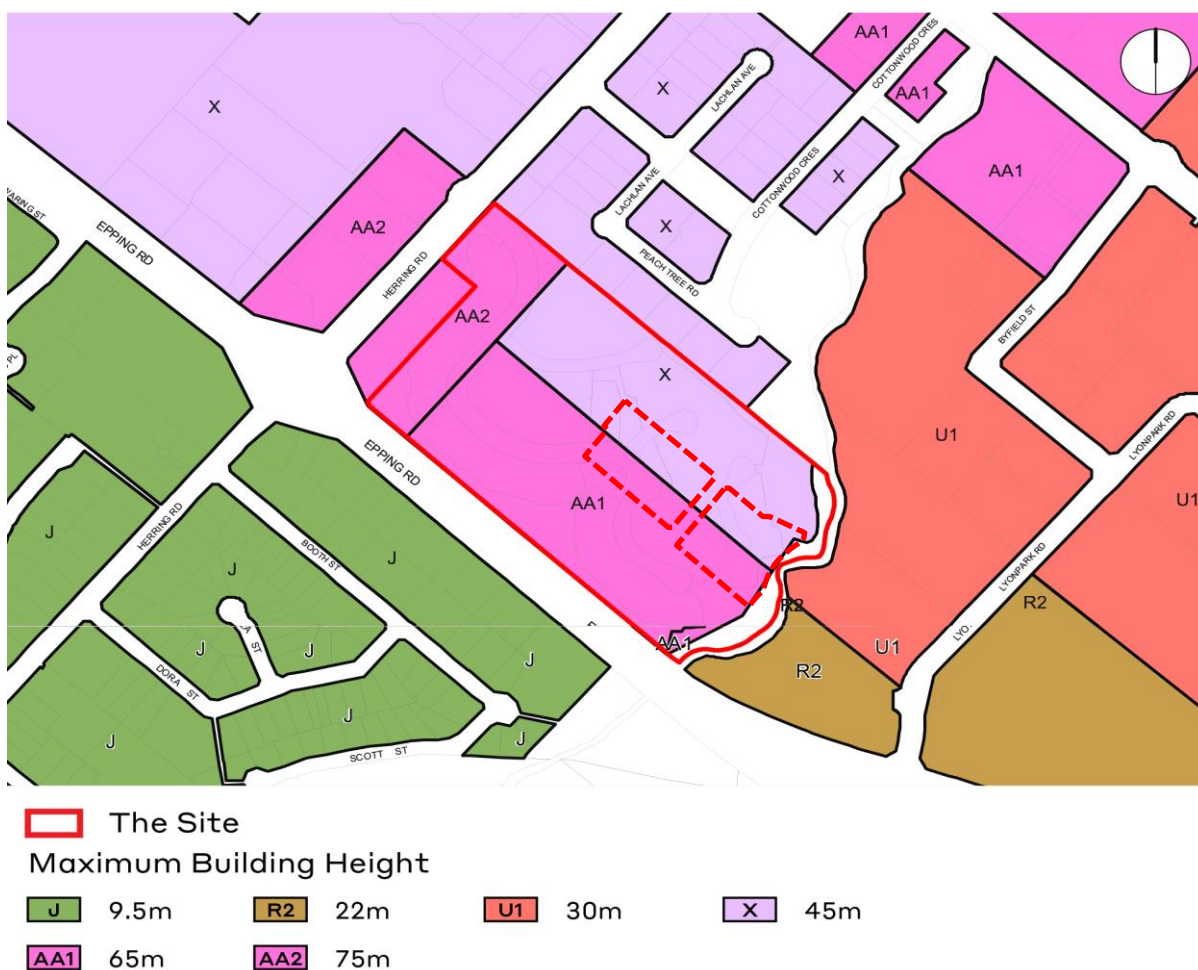 AA1
COTTONWOOD CRES
X
LACHLAN AVE
AA1
X
AA1
X
EPPING RD
AA2
HERRING RD
LACHLAN AVE
X
COTTONWOOD CRES
PEACH TREE RD
AA2
X
BYFIELD ST
LYONPARK RD
U1
U1
EPPING RD
AA1
J
HERRING RD
J
BOOTH ST
J
LYONPARK RD
R2
R2
J
J
ST
DORA ST
AA1
U1
R2
LYO.
J
J
J
J
SCOTT ST
The Site
Maximum Building Height
J 9.5m R2 22m U1 30m X 45m
AA1 65m AA2 75m